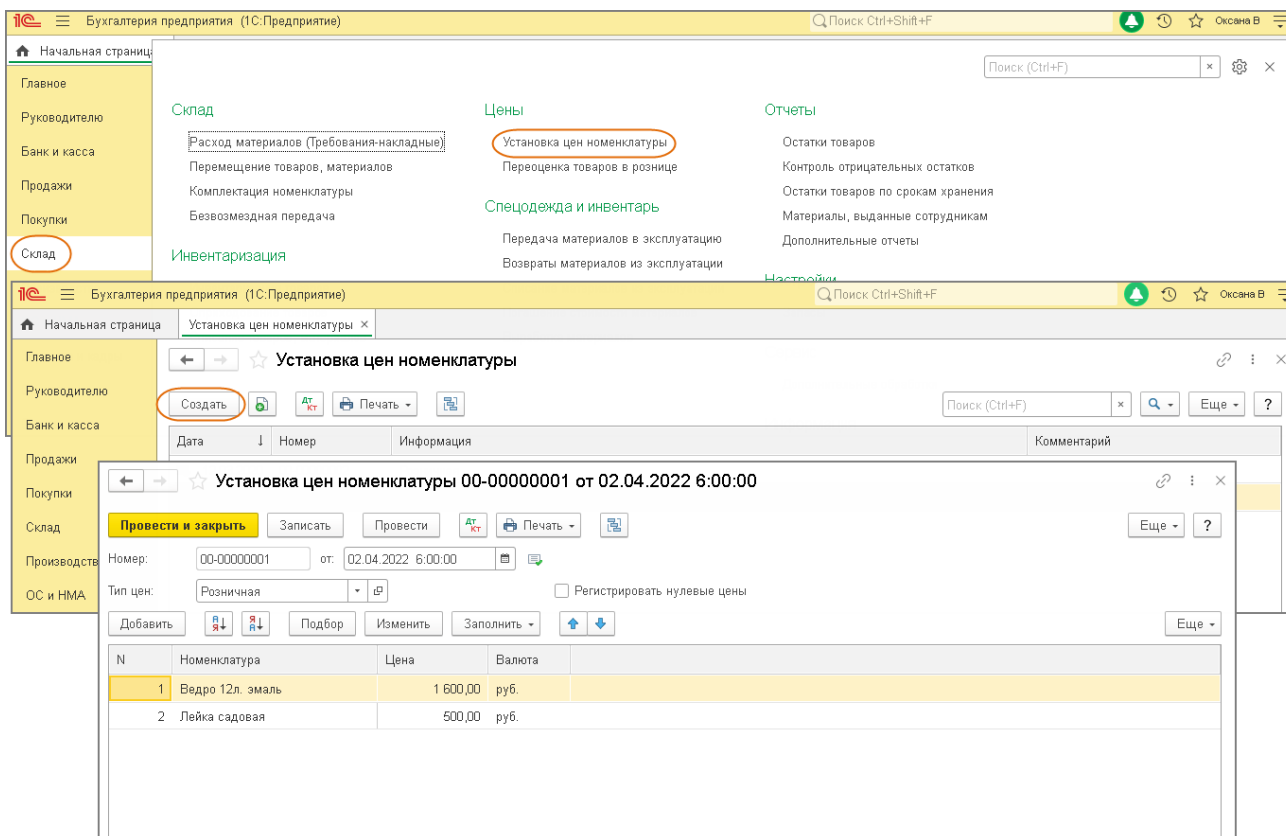 1С Бухгалтерия предприятия (1С:Предприятие) Поиск Ctrl+Shift+F Оксана В
Начальная страница
Поиск (Ctrl+F) ×
Главное
Руководителю
Банк и касса
Продажи
Покупки
Склад
Склад
Расход материалов (Требования-накладные)
Перемещение товаров, материалов
Комплектация номенклатуры
Безвозмездная передача
Инвентаризация
Цены
Установка цен номенклатуры
Переоценка товаров в рознице
Спецодежда и инвентарь
Передача материалов в эксплуатацию
Возвраты материалов из эксплуатации
Отчеты
Остатки товаров
Контроль отрицательных остатков
Остатки товаров по срокам хранения
Материалы, выданные сотрудникам
Дополнительные отчеты
Настройки
1С Бухгалтерия предприятия (1С:Предприятие) Поиск Ctrl+Shift+F Оксана В
Начальная страница Установка цен номенклатуры ×
Главное
Руководителю
Банк и касса
Продажи
Покупки
Склад
Производств
ОС и НМА
Установка цен номенклатуры
Создать Дт Кт Печать Поиск (Ctrl+F) × Еще ?
Дата ↓ Номер Информация Комментарий
Установка цен номенклатуры 00-00000001 от 02.04.2022 6:00:00
Провести и закрыть Записать Провести Дт Кт Печать Еще ?
Номер: 00-00000001 от: 02.04.2022 6:00:00
Тип цен: Розничная Регистрировать нулевые цены
Добавить А Я Я А Подбор Изменить Заполнить Еще
N Номенклатура Цена Валюта
1 Ведро 12л. эмаль 1 600,00 руб.
2 Лейка садовая 500,00 руб.